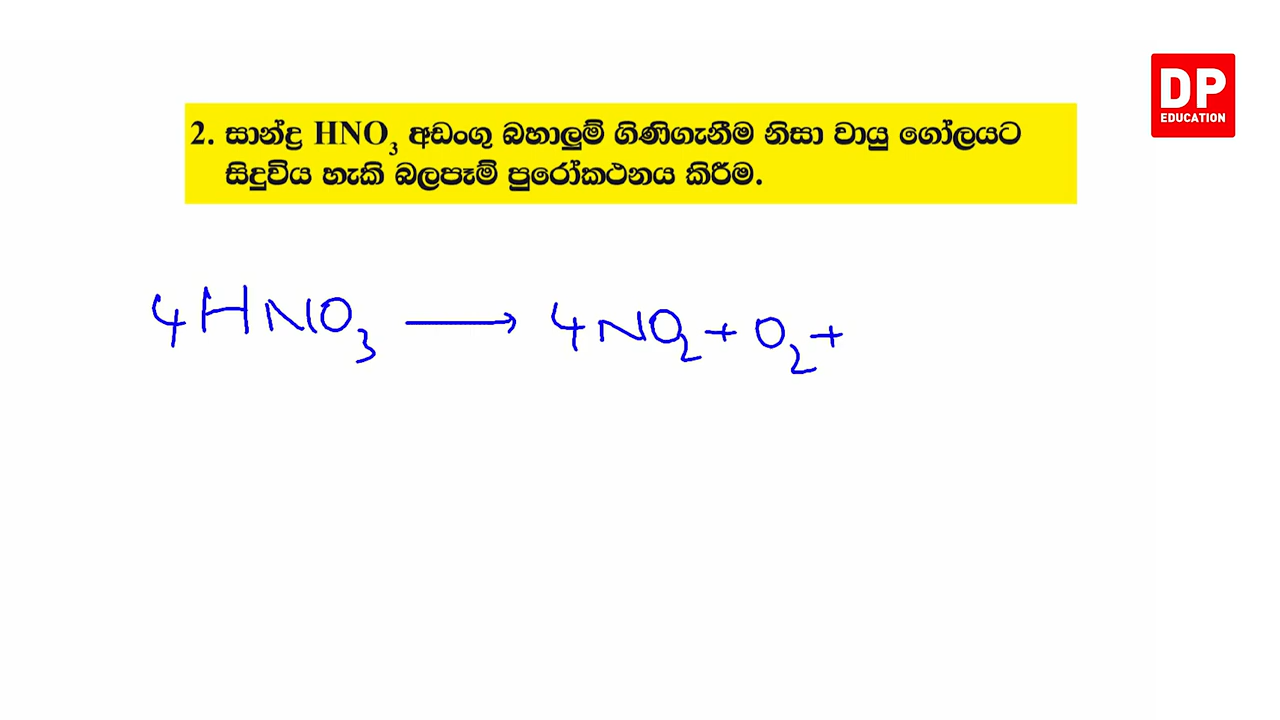 DP
EDUCATION
2. සාන්ද්‍ර HNO₃ අඩංගු බහාලුම් ගිණිගැනීම නිසා වායු ගෝලයට
සිදුවිය හැකි බලපෑම් පුරෝකථනය කිරීම.
4HNO₃ ⟶ 4NO₂ + O₂ +